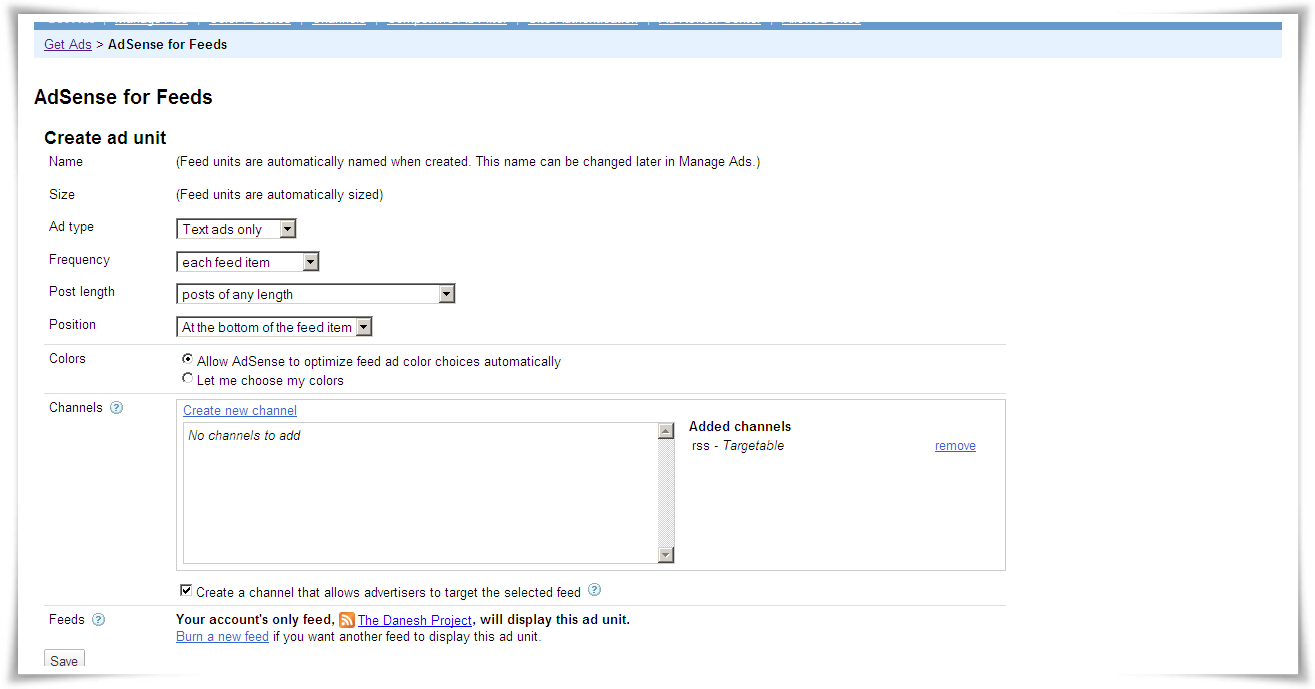 Get Ads > AdSense for Feeds
AdSense for Feeds
Create ad unit
Name (Feed units are automatically named when created. This name can be changed later in Manage Ads.)
Size (Feed units are automatically sized)
Ad type Text ads only
Frequency each feed item
Post length posts of any length
Position At the bottom of the feed item
Colors Allow AdSense to optimize feed ad color choices automatically
Let me choose my colors
Channels ? Create new channel
No channels to add
Added channels
rss - Targetable remove
Create a channel that allows advertisers to target the selected feed ?
Feeds ? Your account's only feed, The Danesh Project, will display this ad unit.
Burn a new feed if you want another feed to display this ad unit.
Save